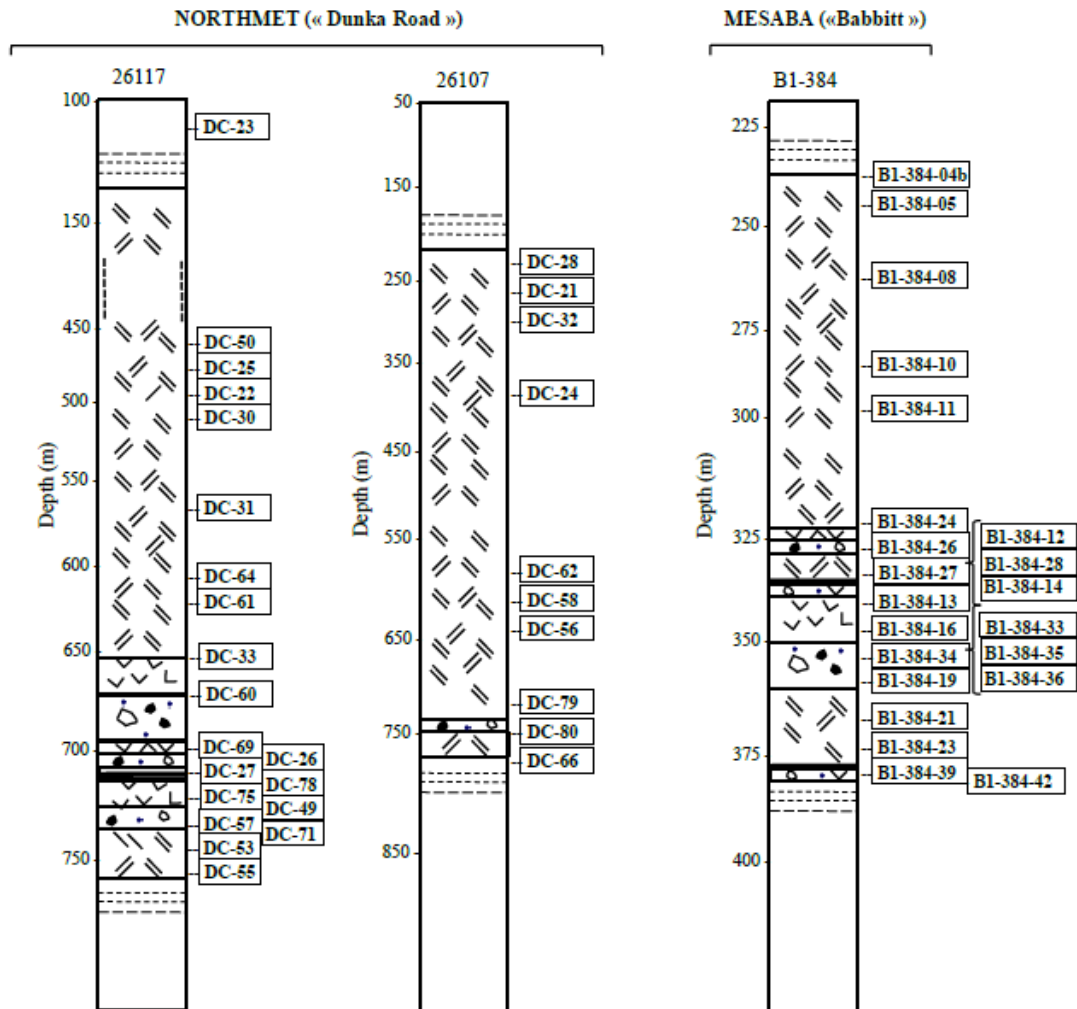 NORTHMET (« Dunka Road »)
MESABA («Babbitt »)
26117
26107
B1-384
Depth (m)
100
150
450
500
550
600
650
700
750
DC-23
DC-50
DC-25
DC-22
DC-30
DC-31
DC-64
DC-61
DC-33
DC-60
DC-69
DC-26
DC-27
DC-78
DC-75
DC-49
DC-57
DC-71
DC-53
DC-55
Depth (m)
50
150
250
350
450
550
650
750
850
DC-28
DC-21
DC-32
DC-24
DC-62
DC-58
DC-56
DC-79
DC-80
DC-66
Depth (m)
225
250
275
300
325
350
375
400
B1-384-04b
B1-384-05
B1-384-08
B1-384-10
B1-384-11
B1-384-24
B1-384-26
B1-384-27
B1-384-13
B1-384-16
B1-384-34
B1-384-19
B1-384-21
B1-384-23
B1-384-39
B1-384-42
B1-384-12
B1-384-28
B1-384-14
B1-384-33
B1-384-35
B1-384-36